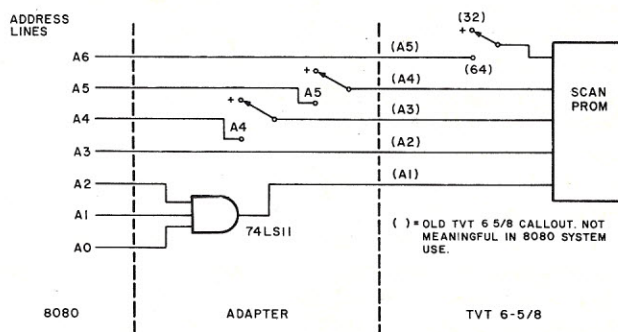 ADDRESS
LINES
(32)
+
A6
(A5)
+
(64)
A5
A5
(A4)
SCAN
PROM
+
A4
A4
(A3)
A3
(A2)
A2
(A1)
A1
74LS11
A0
( ) = OLD TVT 6 5/8 CALLOUT. NOT
MEANINGFUL IN 8080 SYSTEM
USE.
8080
ADAPTER
TVT 6-5/8